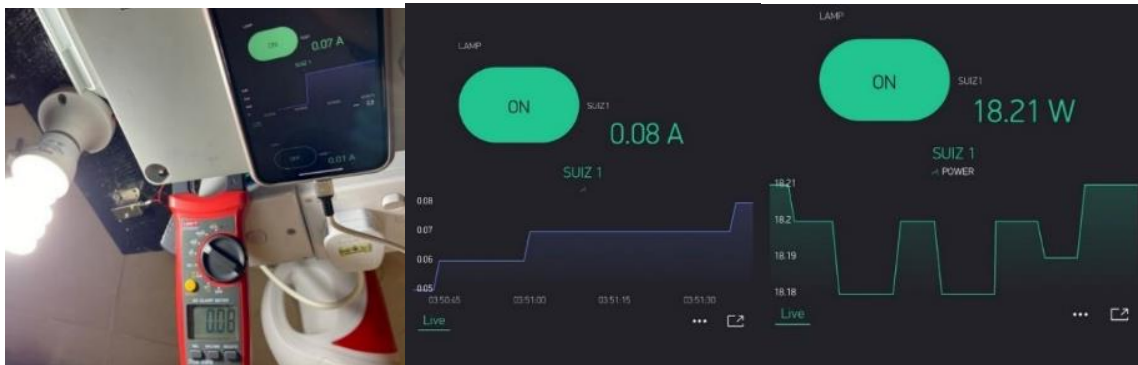 LAMP
ON
0.07 A
SUIZ 1
OFF
0.01 A
0.08
LAMP
ON
SUIZ1
0.08 A
SUIZ 1
0.08
0.07
0.06
0.05
03:50:45 03:51:00 03:51:15 03:51:30
Live
LAMP
ON
SUIZ1
18.21 W
SUIZ 1
POWER
18.21
18.2
18.19
18.18
Live